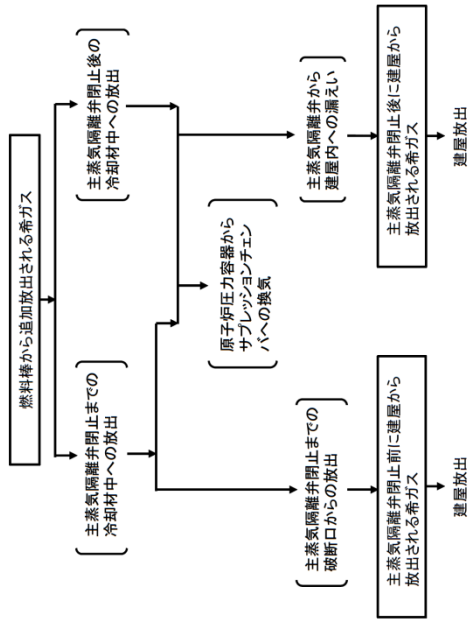 燃料棒から追加放出される希ガス
主蒸気隔離弁閉止までの
冷却材中への放出
主蒸気隔離弁閉止後の
冷却材中への放出
原子炉圧力容器から
サプレッションチェン
バへの換気
主蒸気隔離弁閉止までの
破断口からの放出
主蒸気隔離弁から
建屋内への漏えい
主蒸気隔離弁閉止前に建屋から
放出される希ガス
主蒸気隔離弁閉止後に建屋から
放出される希ガス
建屋放出
建屋放出